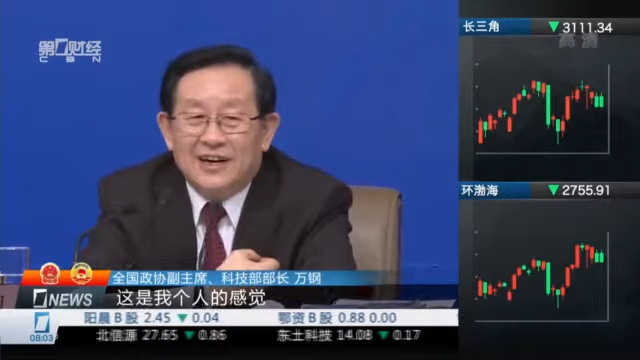 第一财经
CBN
长三角 ▼3111.34
高清
环渤海 ▼2755.91
全国政协副主席、科技部部长 万钢
NEWS 这是我个人的感觉
阳晨B股 2.45 ▼0.04 鄂资B股 0.88 0.00
08:03 北信源 27.65 ▼0.86 东土科技 14.08 ▼0.17